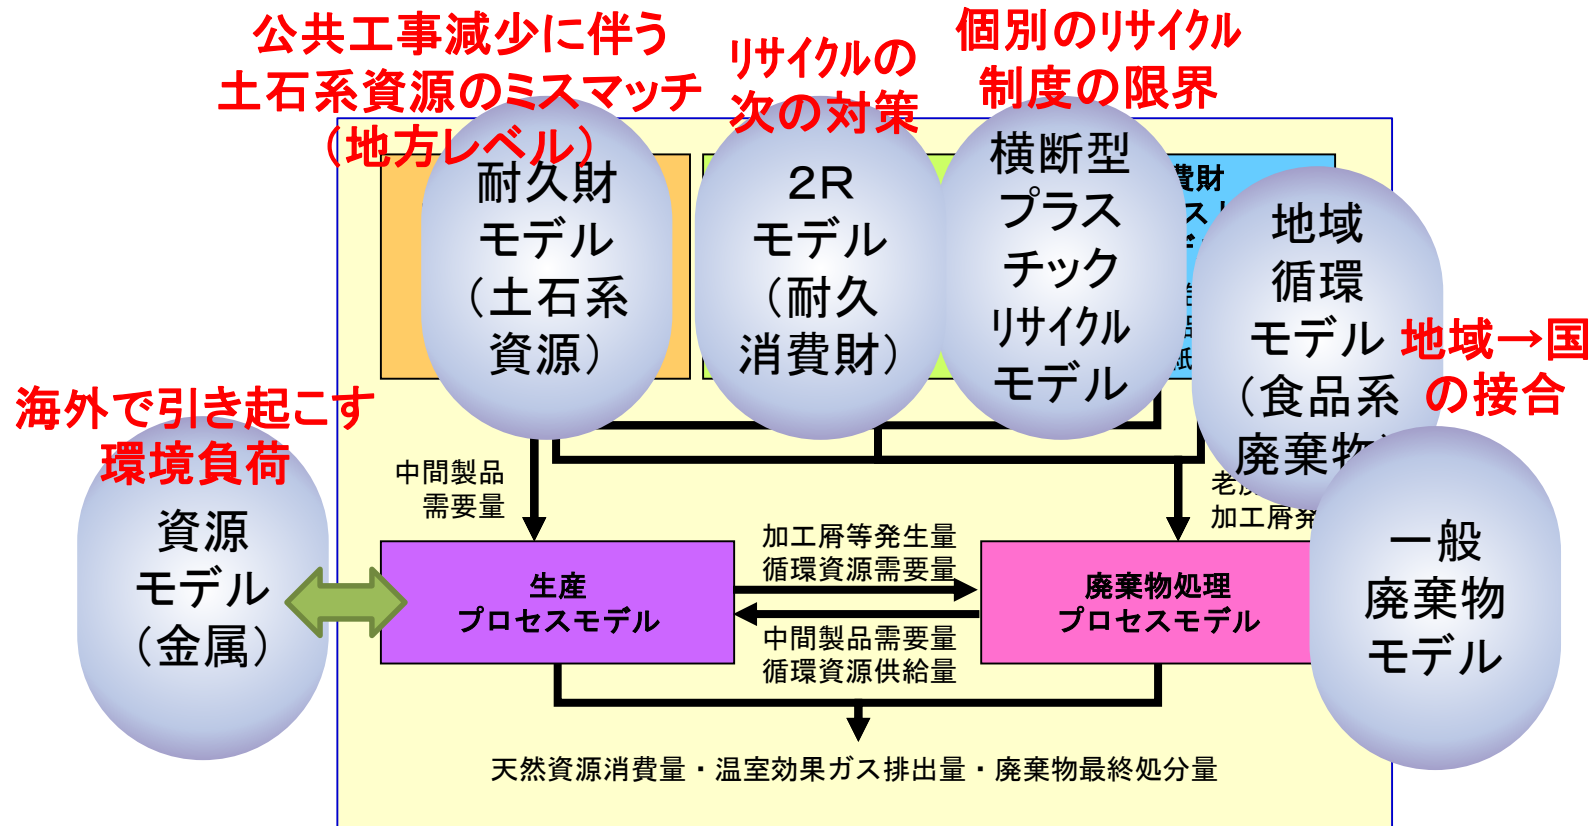 公共工事減少に伴う
土石系資源のミスマッチ
（地方レベル）
リサイクルの
次の対策
個別のリサイクル
制度の限界
耐久財
モデル
（土石系
資源）
2R
モデル
（耐久
消費財）
横断型
プラス
チック
リサイクル
モデル
費財
地域
循環
モデル
（食品系
廃棄物
地域→国
の接合
海外で引き起こす
環境負荷
資源
モデル
（金属）
中間製品
需要量
加工屑発
加工屑等発生量
循環資源需要量
生産
プロセスモデル
廃棄物処理
プロセスモデル
中間製品需要量
循環資源供給量
一般
廃棄物
モデル
天然資源消費量・温室効果ガス排出量・廃棄物最終処分量